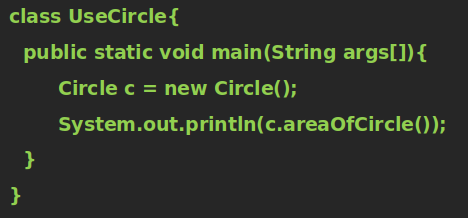 class UseCircle{
public static void main(String args[]){
Circle c = new Circle();
System.out.println(c.areaOfCircle());
}
}